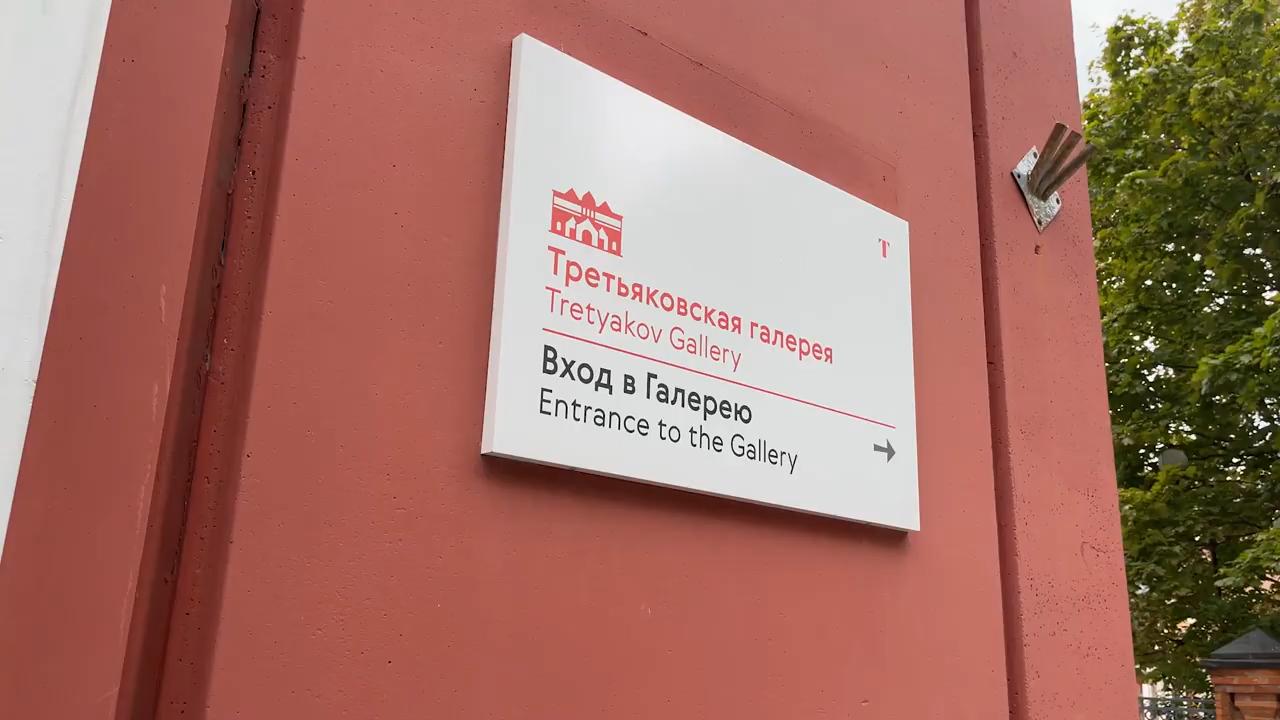 Т
Третьяковская галерея
Tretyakov Gallery
Вход в Галерею
Entrance to the Gallery